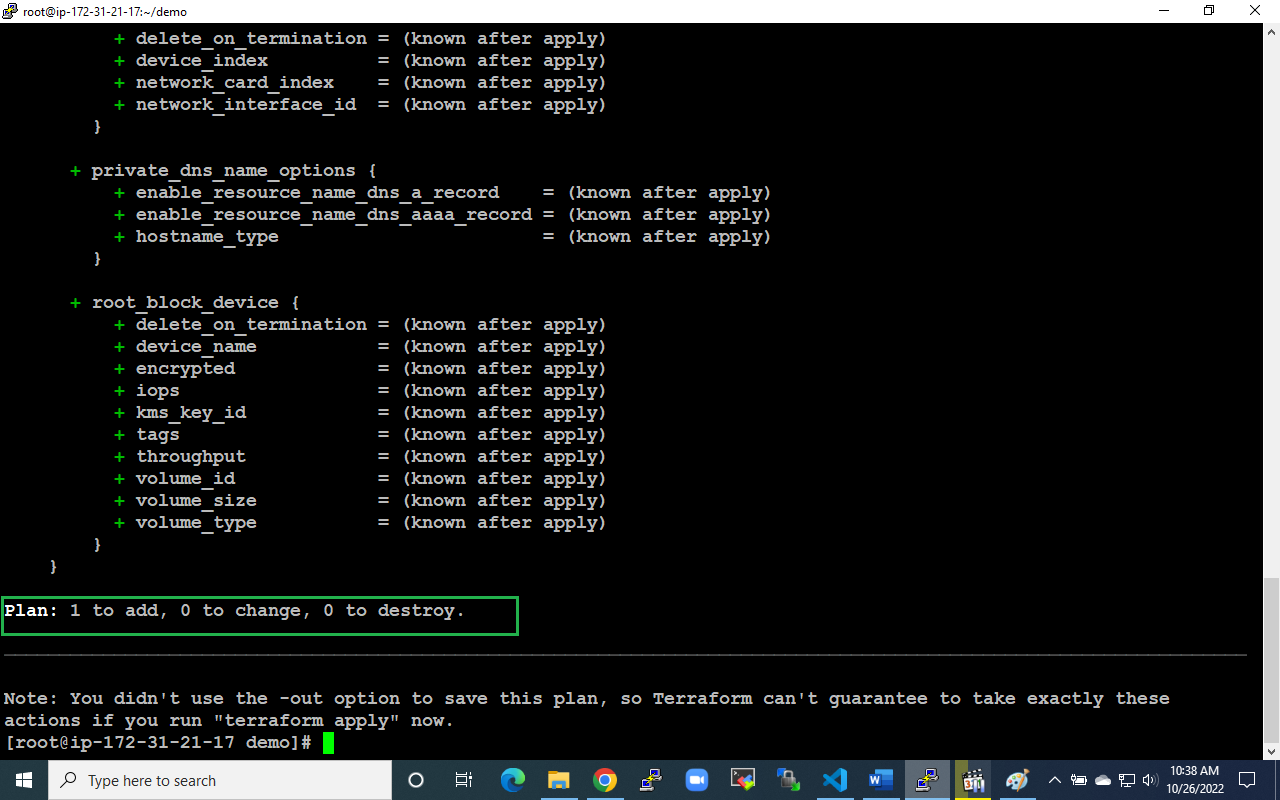 root@ip-172-31-21-17:~/demo
+ delete_on_termination = (known after apply)
+ device_index          = (known after apply)
+ network_card_index    = (known after apply)
+ network_interface_id  = (known after apply)
}
+ private_dns_name_options {
+ enable_resource_name_dns_a_record    = (known after apply)
+ enable_resource_name_dns_aaaa_record = (known after apply)
+ hostname_type                        = (known after apply)
}
+ root_block_device {
+ delete_on_termination = (known after apply)
+ device_name           = (known after apply)
+ encrypted             = (known after apply)
+ iops                  = (known after apply)
+ kms_key_id            = (known after apply)
+ tags                  = (known after apply)
+ throughput            = (known after apply)
+ volume_id             = (known after apply)
+ volume_size           = (known after apply)
+ volume_type           = (known after apply)
}
}
Plan: 1 to add, 0 to change, 0 to destroy.
Note: You didn't use the -out option to save this plan, so Terraform can't guarantee to take exactly these
actions if you run "terraform apply" now.
[root@ip-172-31-21-17 demo]#
Type here to search
10:38 AM
10/26/2022